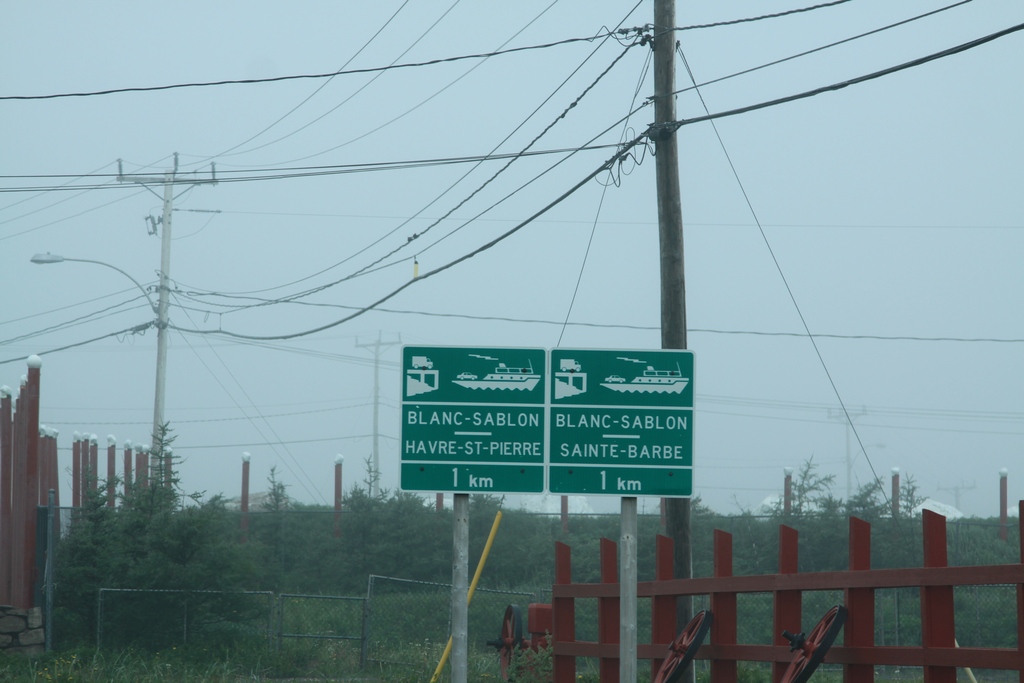 BLANC-SABLON
HAVRE-ST-PIERRE
1 km
BLANC-SABLON
SAINTE-BARBE
1 km